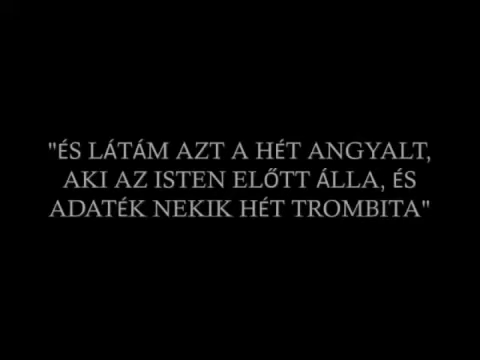 "ÉS LÁTÁM AZT A HÉT ANGYALT,
AKI AZ ISTEN ELŐTT ÁLLA, ÉS
ADATÉK NEKIK HÉT TROMBITA"